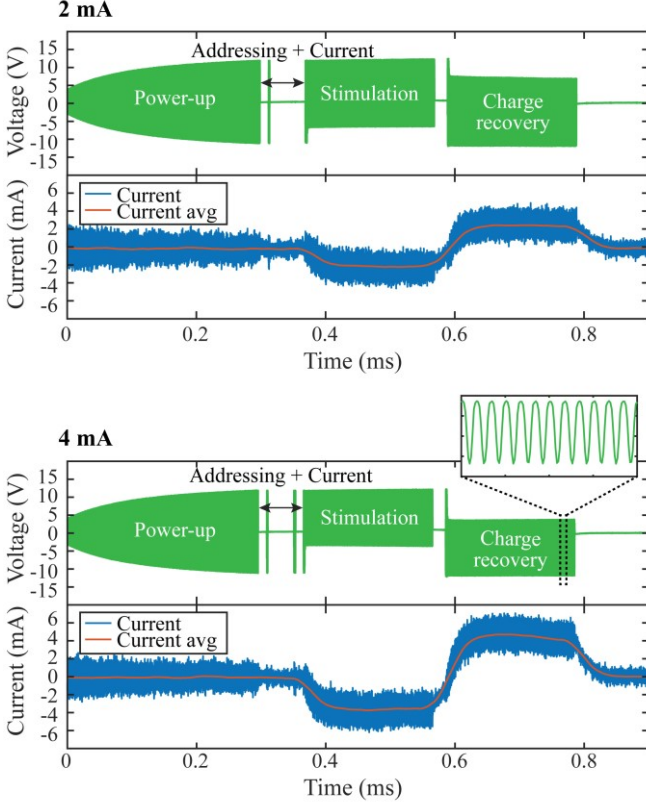 2 mA
Voltage (V)
15
10
5
0
-5
-10
-15
Addressing + Current
Power-up
Stimulation
Charge
recovery
Current (mA)
6
4
2
0
-2
-4
-6
Current
Current avg
0
0.2
0.4
0.6
0.8
Time (ms)
4 mA
Voltage (V)
15
10
5
0
-5
-10
-15
Addressing + Current
Power-up
Stimulation
Charge
recovery
Current (mA)
6
4
2
0
-2
-4
-6
Current
Current avg
0
0.2
0.4
0.6
0.8
Time (ms)